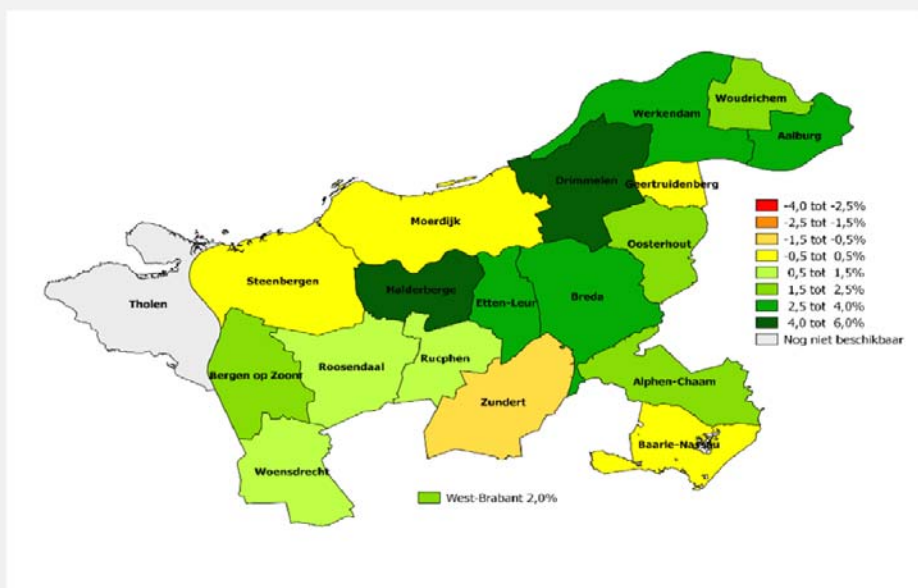 Woudrichem
Werkendam
Aalburg
Drimmelen
Geertruidenberg
Moerdijk
Oosterhout
Steenbergen
Halderberge
Etten-Leur
Breda
Tholen
Bergen op Zoom
Roosendaal
Rucphen
Zundert
Alphen-Chaam
Baarle-Nassau
Woensdrecht
-4,0 tot -2,5%
-2,5 tot -1,5%
-1,5 tot -0,5%
-0,5 tot 0,5%
0,5 tot 1,5%
1,5 tot 2,5%
2,5 tot 4,0%
4,0 tot 6,0%
Nog niet beschikbaar
West-Brabant 2,0%